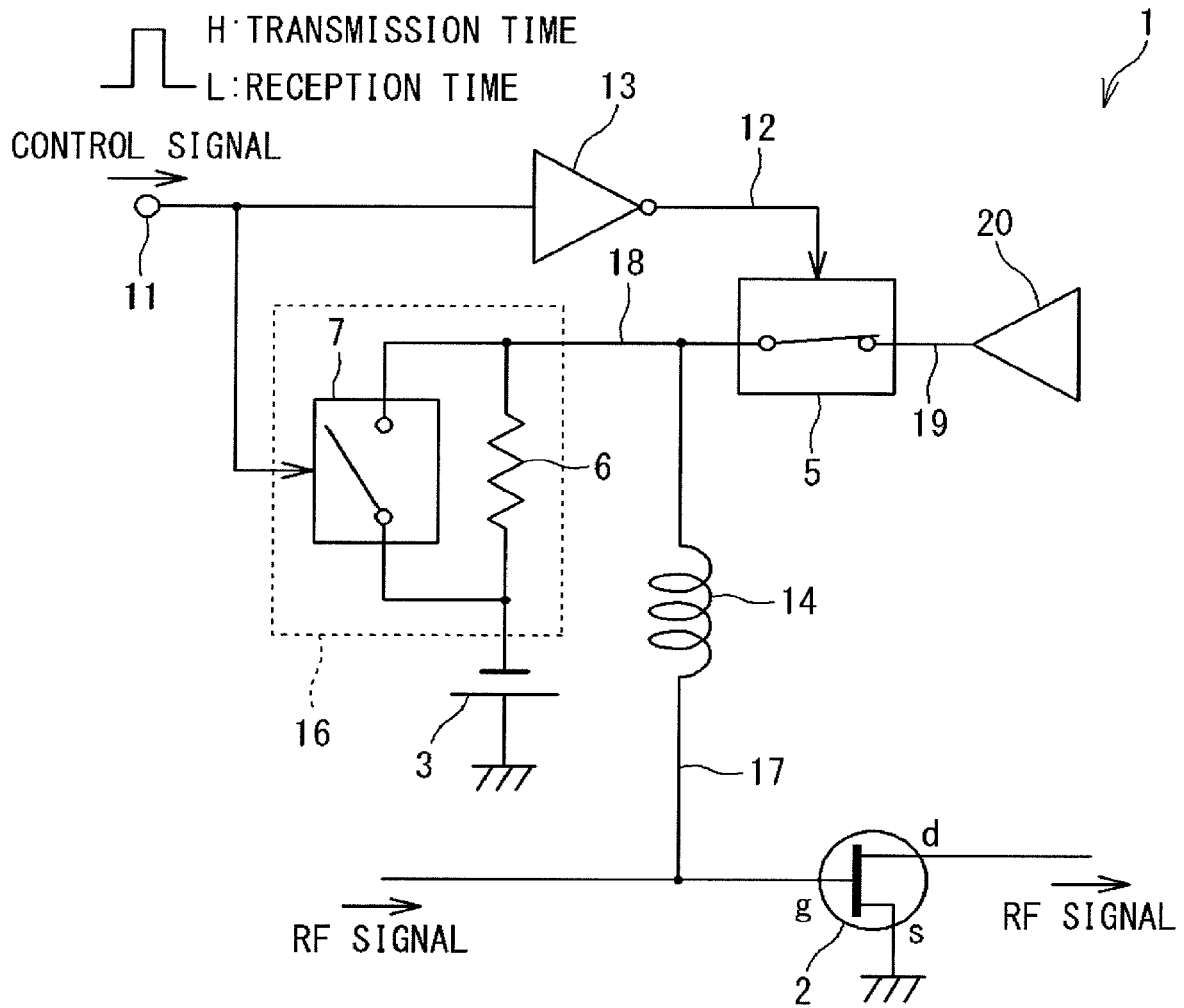 1
H:TRANSMISSION TIME
L:RECEPTION TIME
CONTROL SIGNAL
13
12
11
20
18
7
6
5
19
14
16
3
17
d
g
s
RF SIGNAL
RF SIGNAL
2